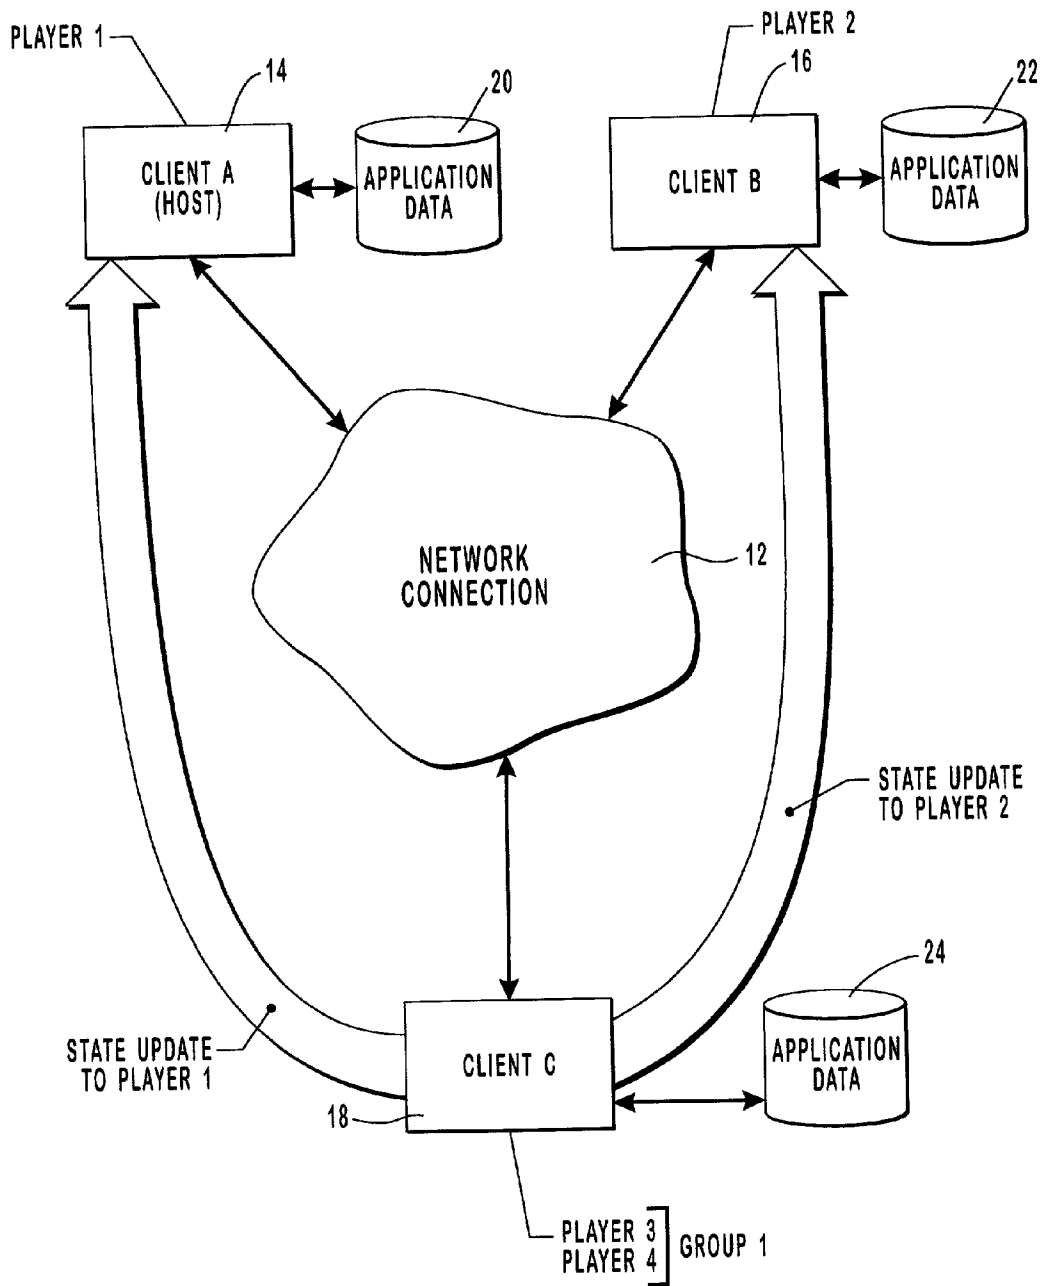 PLAYER 1
PLAYER 2
14
20
16
22
CLIENT A
(HOST)
APPLICATION
DATA
CLIENT B
APPLICATION
DATA
NETWORK
CONNECTION
12
STATE UPDATE
TO PLAYER 2
24
STATE UPDATE
TO PLAYER 1
CLIENT C
18
APPLICATION
DATA
PLAYER 3
PLAYER 4
GROUP 1